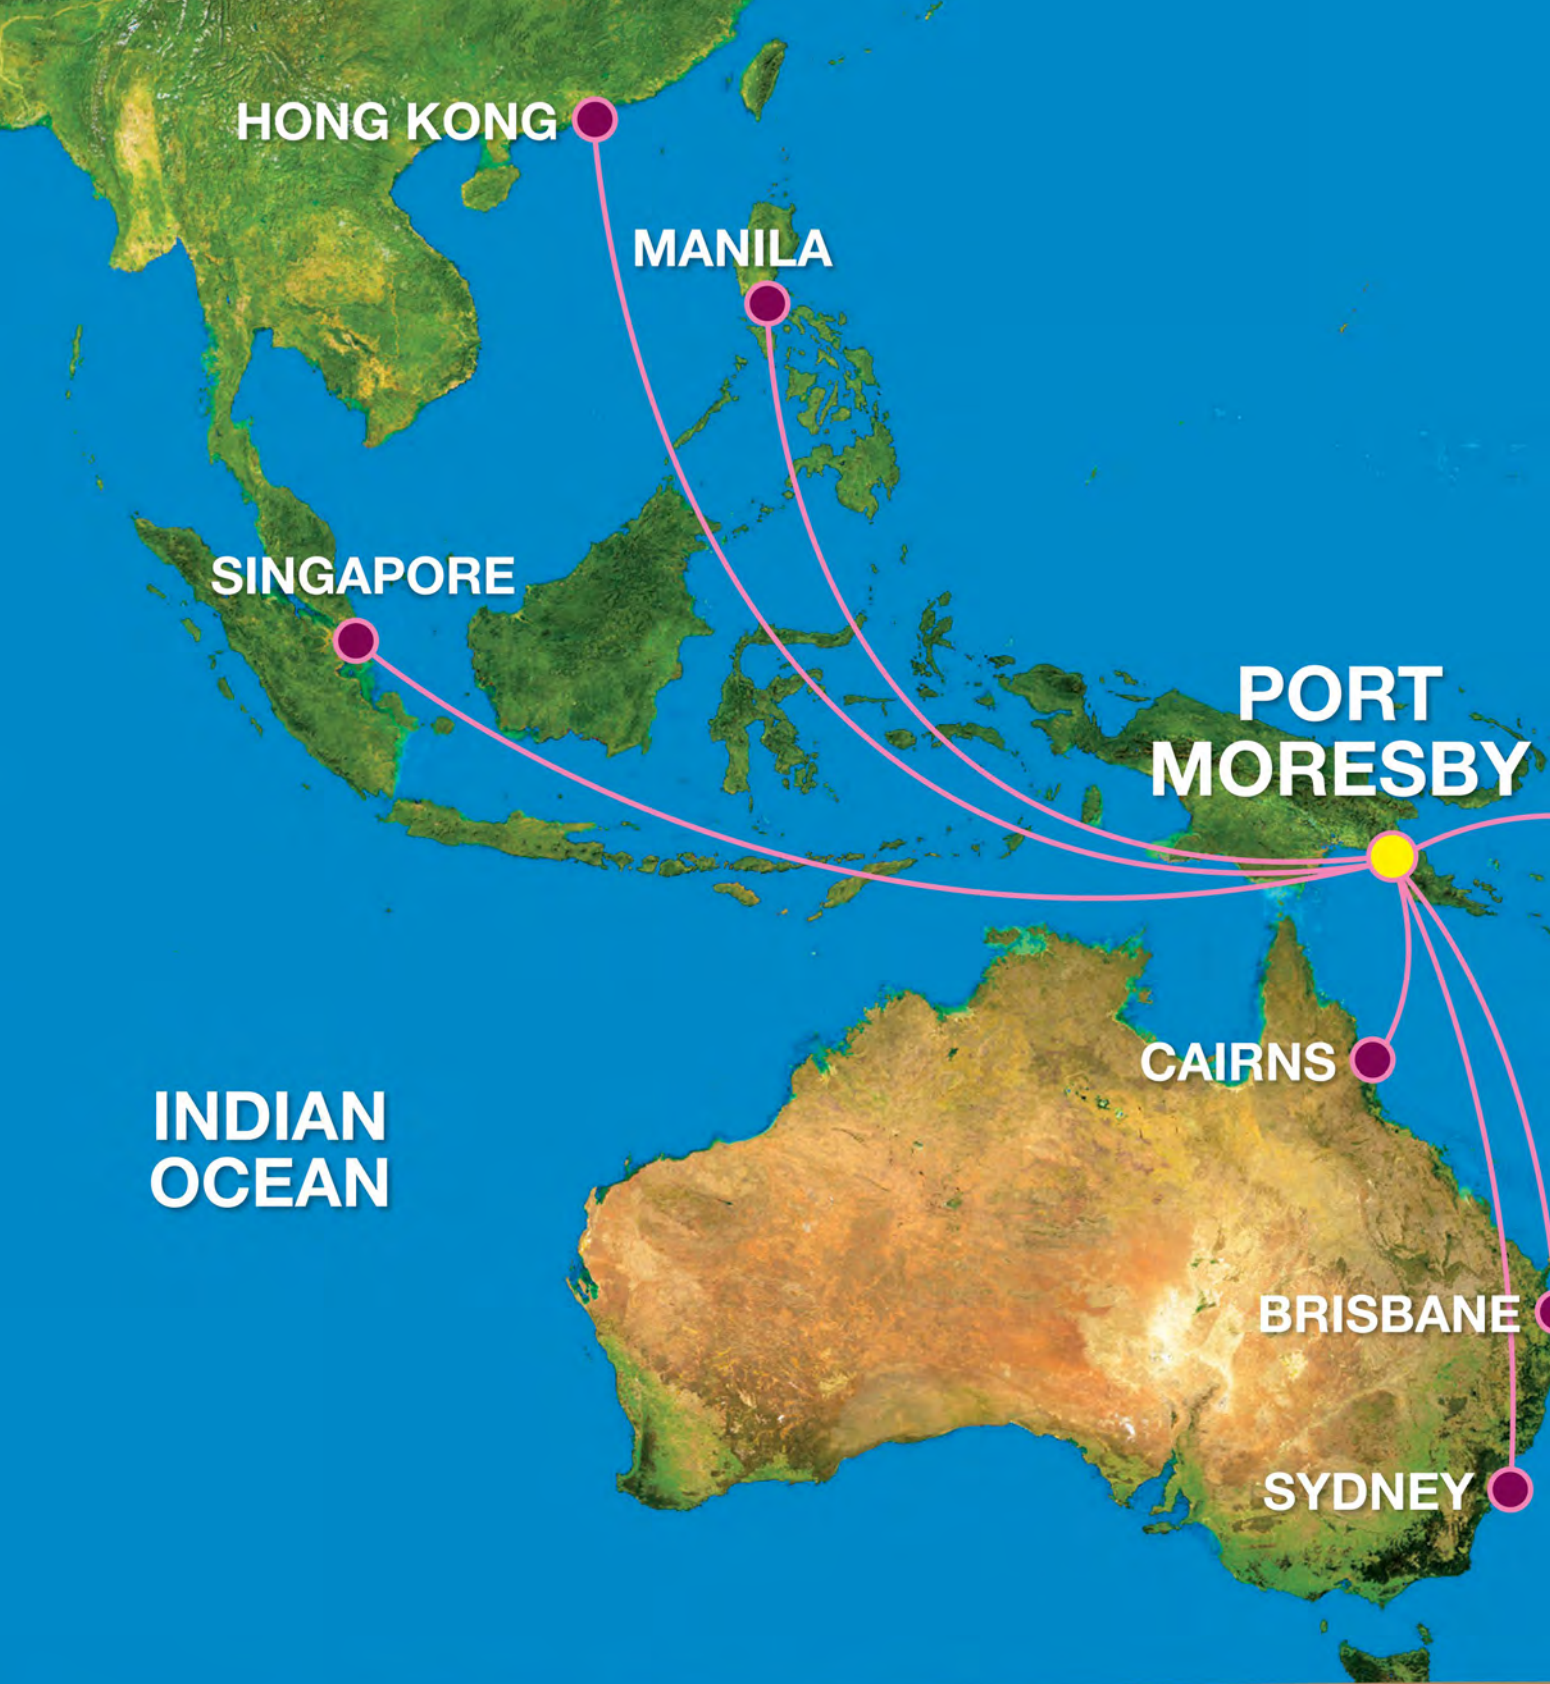 HONG KONG
MANILA
SINGAPORE
PORT
MORESBY
CAIRNS
INDIAN
OCEAN
BRISBANE
SYDNEY